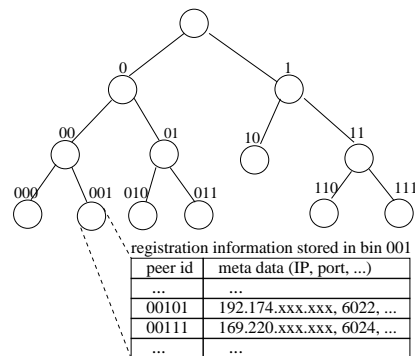 0 1
00 01 10 11
000 001 010 011 110 111
registration information stored in bin 001
peer id meta data (IP, port, ...)
... ...
00101 192.174.xxx.xxx, 6022, ...
00111 169.220.xxx.xxx, 6024, ...
... ...